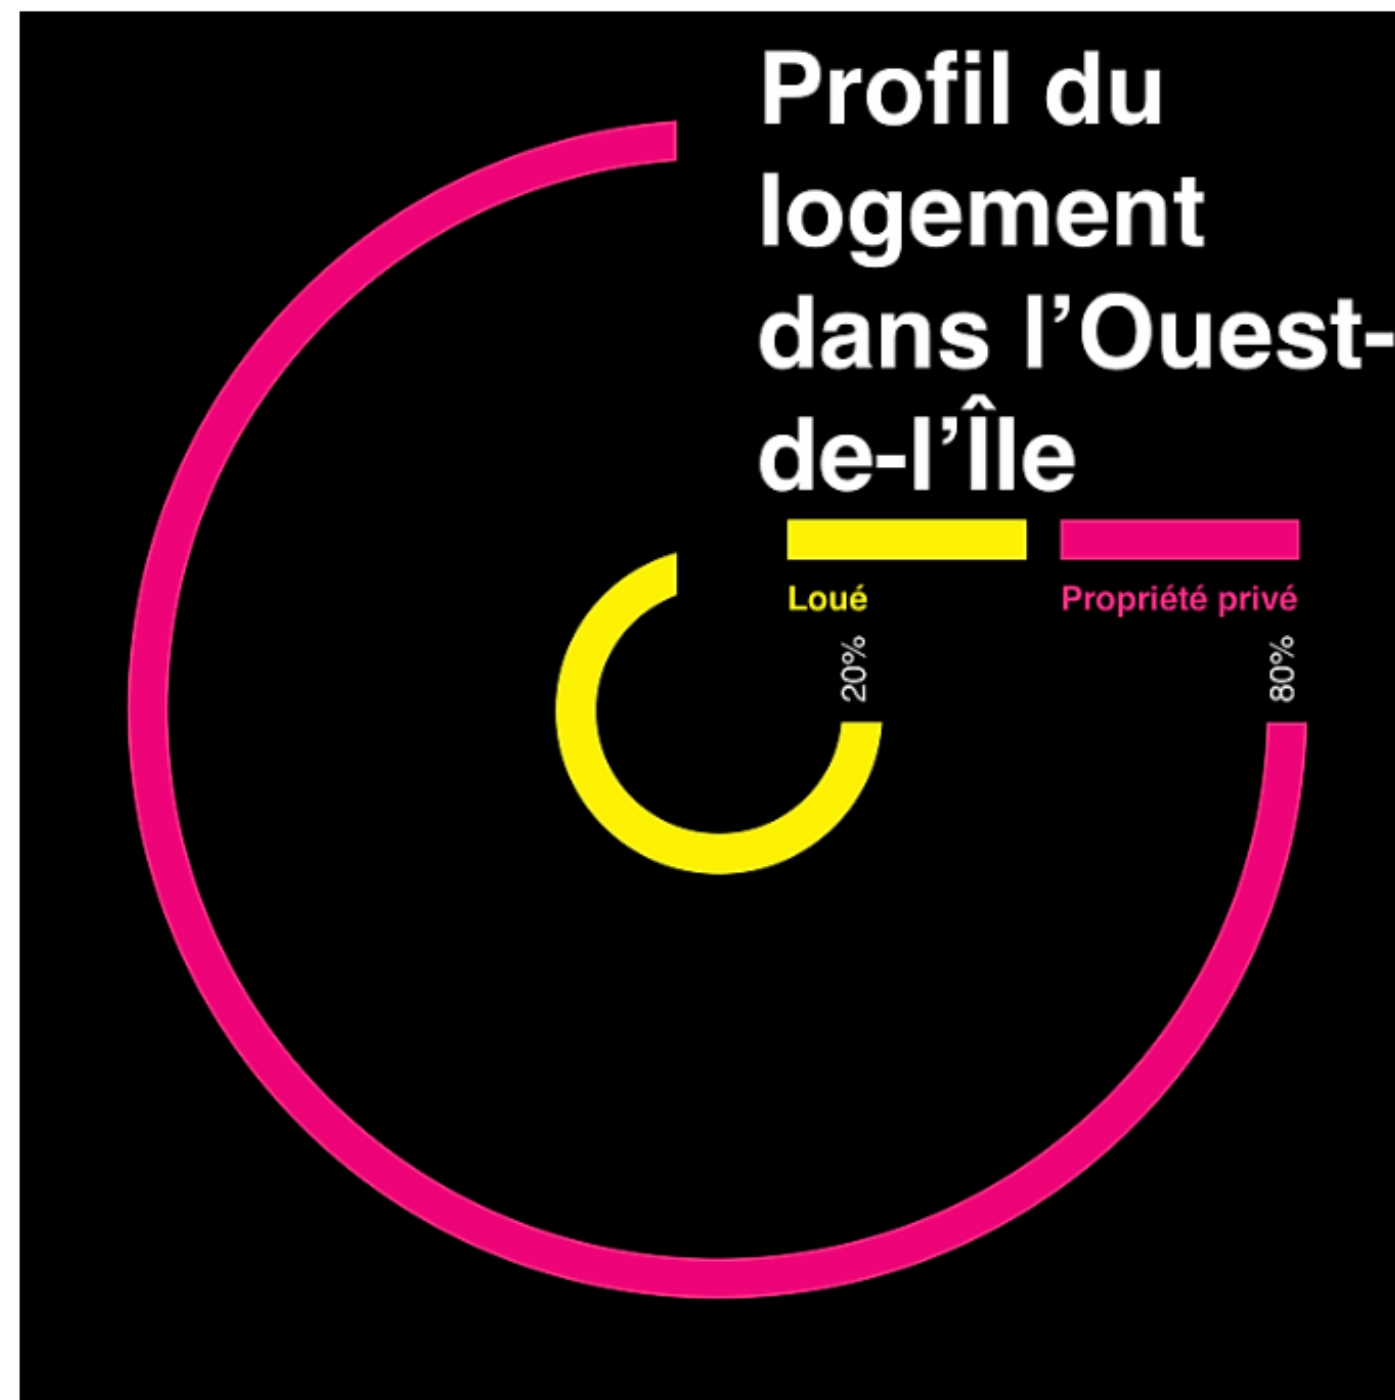 Profil du
logement
dans l’Ouest-
de-l’Île
Loué
Propriété privé
20%
80%